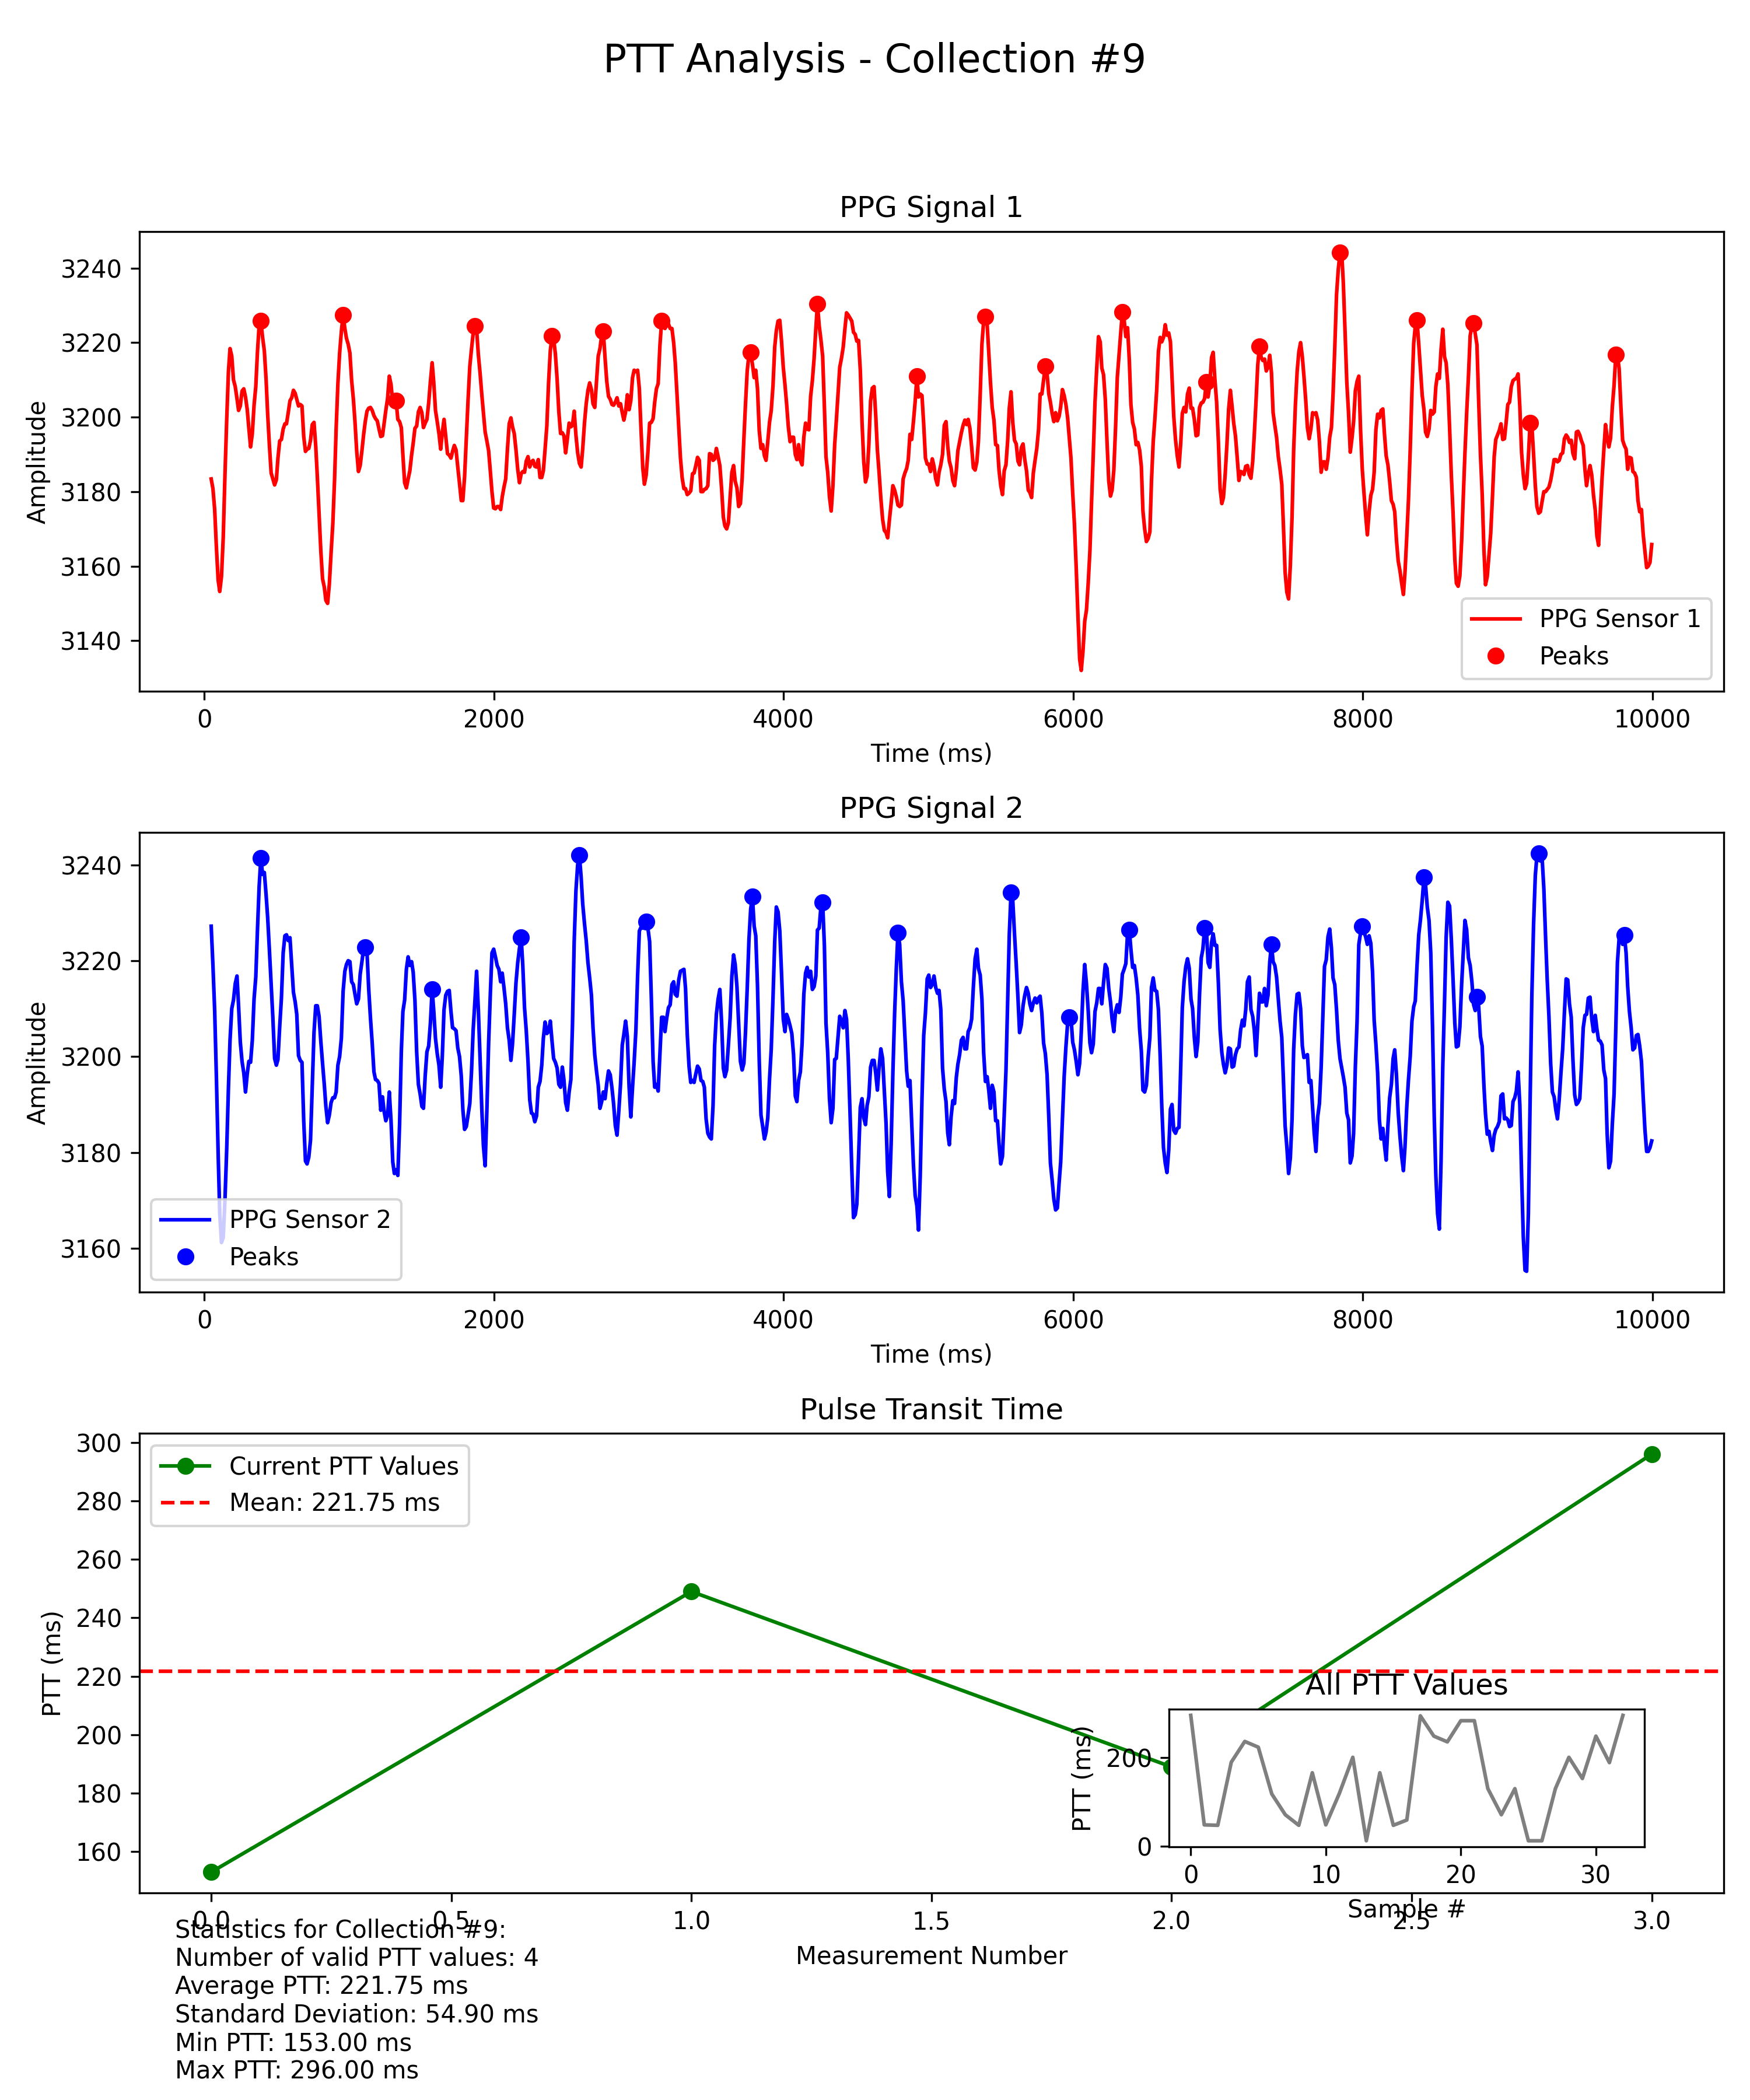 PTT Analysis - Collection #9
PPG Signal 1
Amplitude
3240
3220
3200
3180
3160
3140
PPG Sensor 1
Peaks
0 2000 4000 6000 8000 10000
Time (ms)
PPG Signal 2
Amplitude
3240
3220
3200
3180
3160
PPG Sensor 2
Peaks
0 2000 4000 6000 8000 10000
Time (ms)
Pulse Transit Time
PTT (ms)
300
280
260
240
220
200
180
160
Current PTT Values
Mean: 221.75 ms
All PTT Values
PTT (ms)
200
0
0 10 20 30
Sample #
0.0 0.5 1.0 1.5 2.0 2.5 3.0
Measurement Number
Statistics for Collection #9:
Number of valid PTT values: 4
Average PTT: 221.75 ms
Standard Deviation: 54.90 ms
Min PTT: 153.00 ms
Max PTT: 296.00 ms